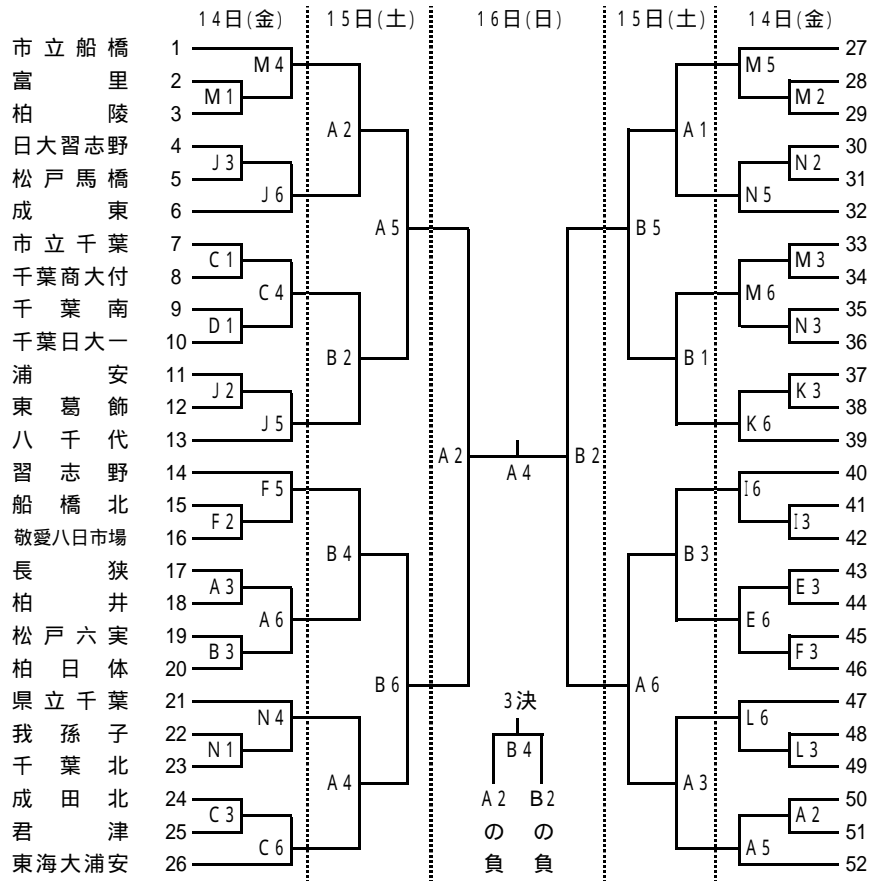 14日(金) 15日(土) 16日(日) 15日(土) 14日(金)
市立船橋 1 27
M4 M5
富里 2 28
M1 M2
柏陵 3 29
A2 A1
日大習志野 4 30
J3 N2
松戸馬橋 5 31
J6 N5
成東 6 32
A5 B5
市立千葉 7 33
C1 M3
千葉商大付 8 34
C4 M6
千葉南 9 35
D1 N3
千葉日大一 10 36
B2 B1
浦安 11 37
J2 K3
東葛飾 12 38
J5 K6
八千代 13 39
A2 A4 B2
習志野 14 40
F5 I6
船橋北 15 41
F2 I3
敬愛八日市場 16 42
B4 B3
長狭 17 43
A3 E3
柏井 18 44
A6 E6
松戸六実 19 45
B3 F3
柏日体 20 46
B6 A6
県立千葉 21 3決 47
N4 L6
我孫子 22 48
N1 B4 L3
千葉北 23 49
A4 A3
成田北 24 A2の負 B2の負 50
C3 A2
君津 25 51
C6 A5
東海大浦安 26 52